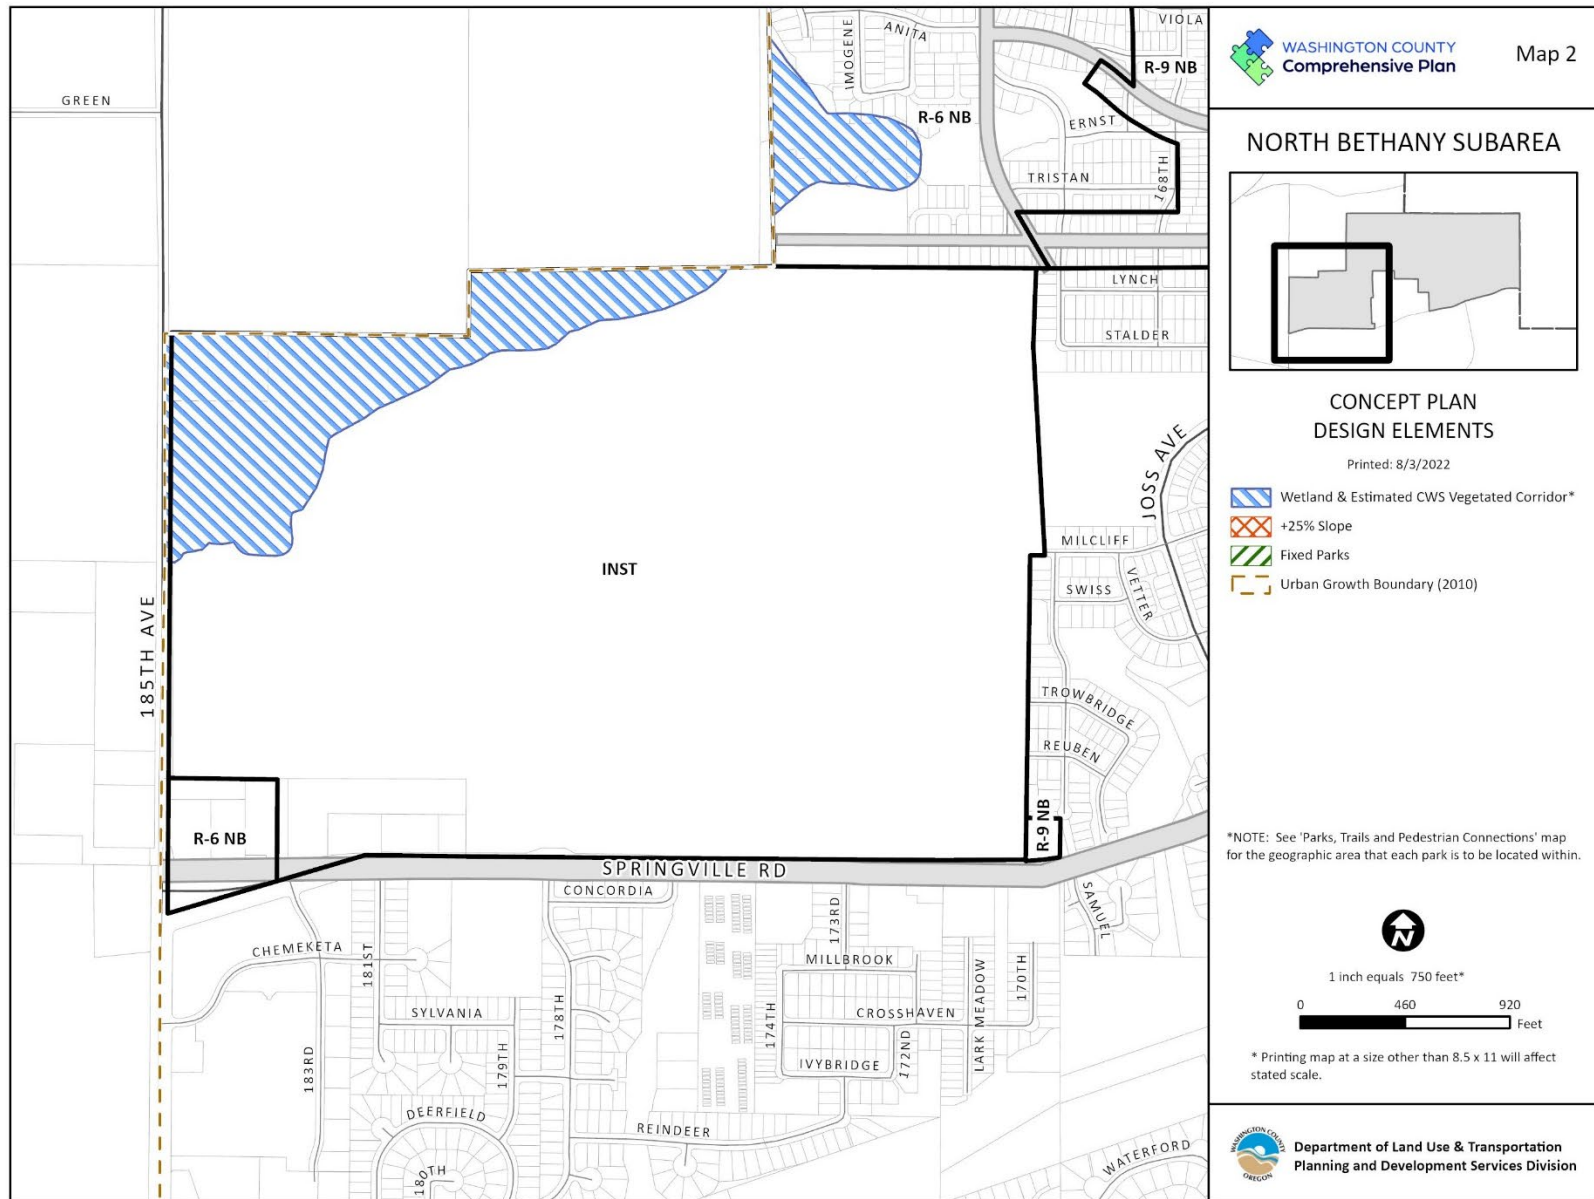 GREEN
IMOGENE
ANITA
VIOLA
R-9 NB
R-6 NB
ERNST
TRISTAN
168TH
LYNCH
STALDER
JOSS AVE
MILCLIFF
VETTER
SWISS
INST
185TH AVE
TROWBRIDGE
REUBEN
R-9 NB
R-6 NB
SPRINGVILLE RD
CONCORDIA
SAMUEL
173RD
CHEMEKETA
181ST
MILLBROOK
LARK MEADOW
170TH
SYLVANIA
178TH
174TH
CROSSHAVEN
183RD
179TH
IVYBRIDGE
172ND
DEERFIELD
REINDEER
180TH
WATERFORD
WASHINGTON COUNTY
Comprehensive Plan
Map 2
NORTH BETHANY SUBAREA
CONCEPT PLAN
DESIGN ELEMENTS
Printed: 8/3/2022
Wetland & Estimated CWS Vegetated Corridor*
+25% Slope
Fixed Parks
Urban Growth Boundary (2010)
*NOTE: See 'Parks, Trails and Pedestrian Connections' map
for the geographic area that each park is to be located within.
N
1 inch equals 750 feet*
0 460 920
Feet
* Printing map at a size other than 8.5 x 11 will affect
stated scale.
WASHINGTON COUNTY
OREGON
Department of Land Use & Transportation
Planning and Development Services Division